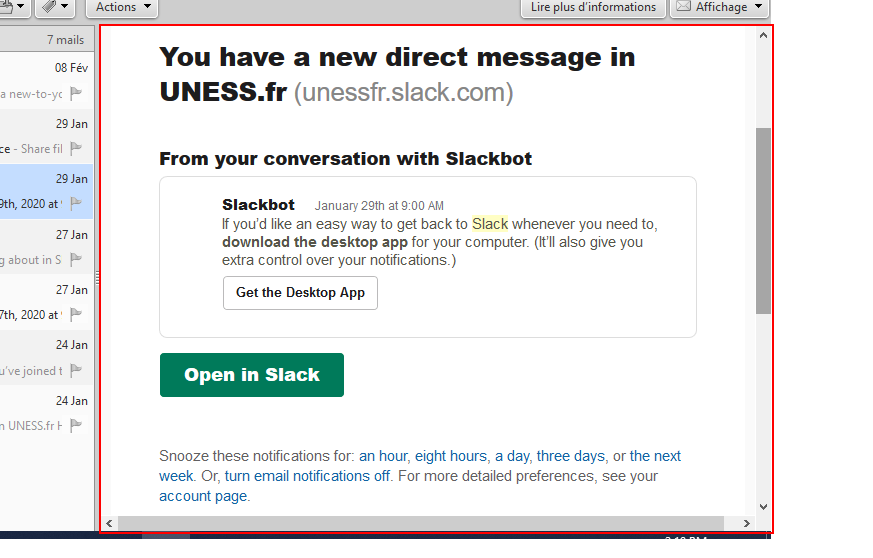 Actions
Lire plus d'informations
Affichage
7 mails
08 Fév
a new-to-yo
29 Jan
ce - Share fil
29 Jan
9th, 2020 at
27 Jan
g about in S
27 Jan
7th, 2020 at
24 Jan
u've joined t
24 Jan
n UNESS.fr H
You have a new direct message in
UNESS.fr (unessfr.slack.com)
From your conversation with Slackbot
Slackbot January 29th at 9:00 AM
If you'd like an easy way to get back to Slack whenever you need to,
download the desktop app for your computer. (It'll also give you
extra control over your notifications.)
Get the Desktop App
Open in Slack
Snooze these notifications for: an hour, eight hours, a day, three days, or the next
week. Or, turn email notifications off. For more detailed preferences, see your
account page.